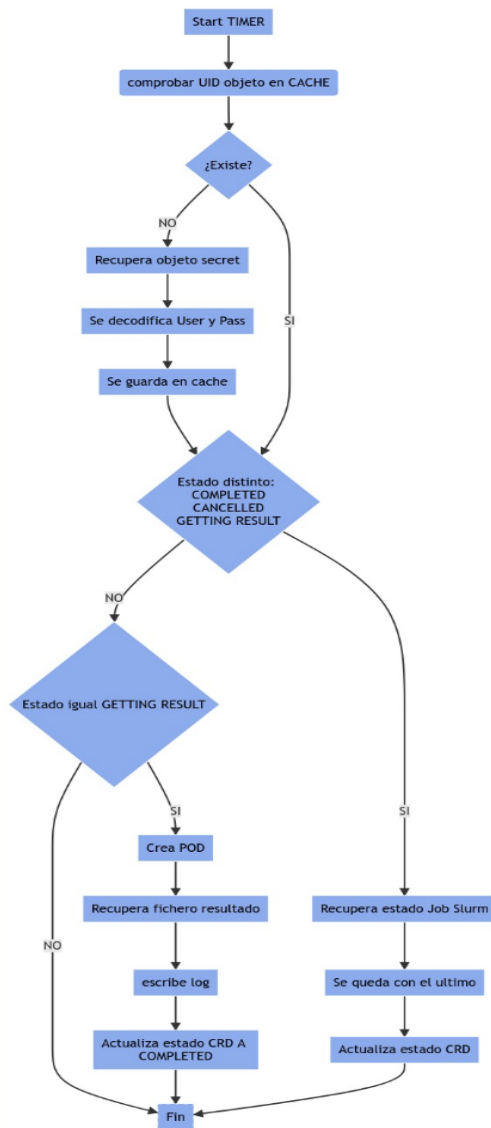 Start TIMER
comprobar UID objeto en CACHE
¿Existe?
NO
Recupera objeto secret
Se decodifica User y Pass
SI
Se guarda en cache
Estado distinto:
COMPLETED
CANCELLED
GETTING RESULT
NO
Estado igual GETTING RESULT
SI
SI
Crea POD
Recupera fichero resultado
Recupera estado Job Slurm
NO
escribe log
Se queda con el ultimo
Actualiza estado CRD A
COMPLETED
Actualiza estado CRD
Fin